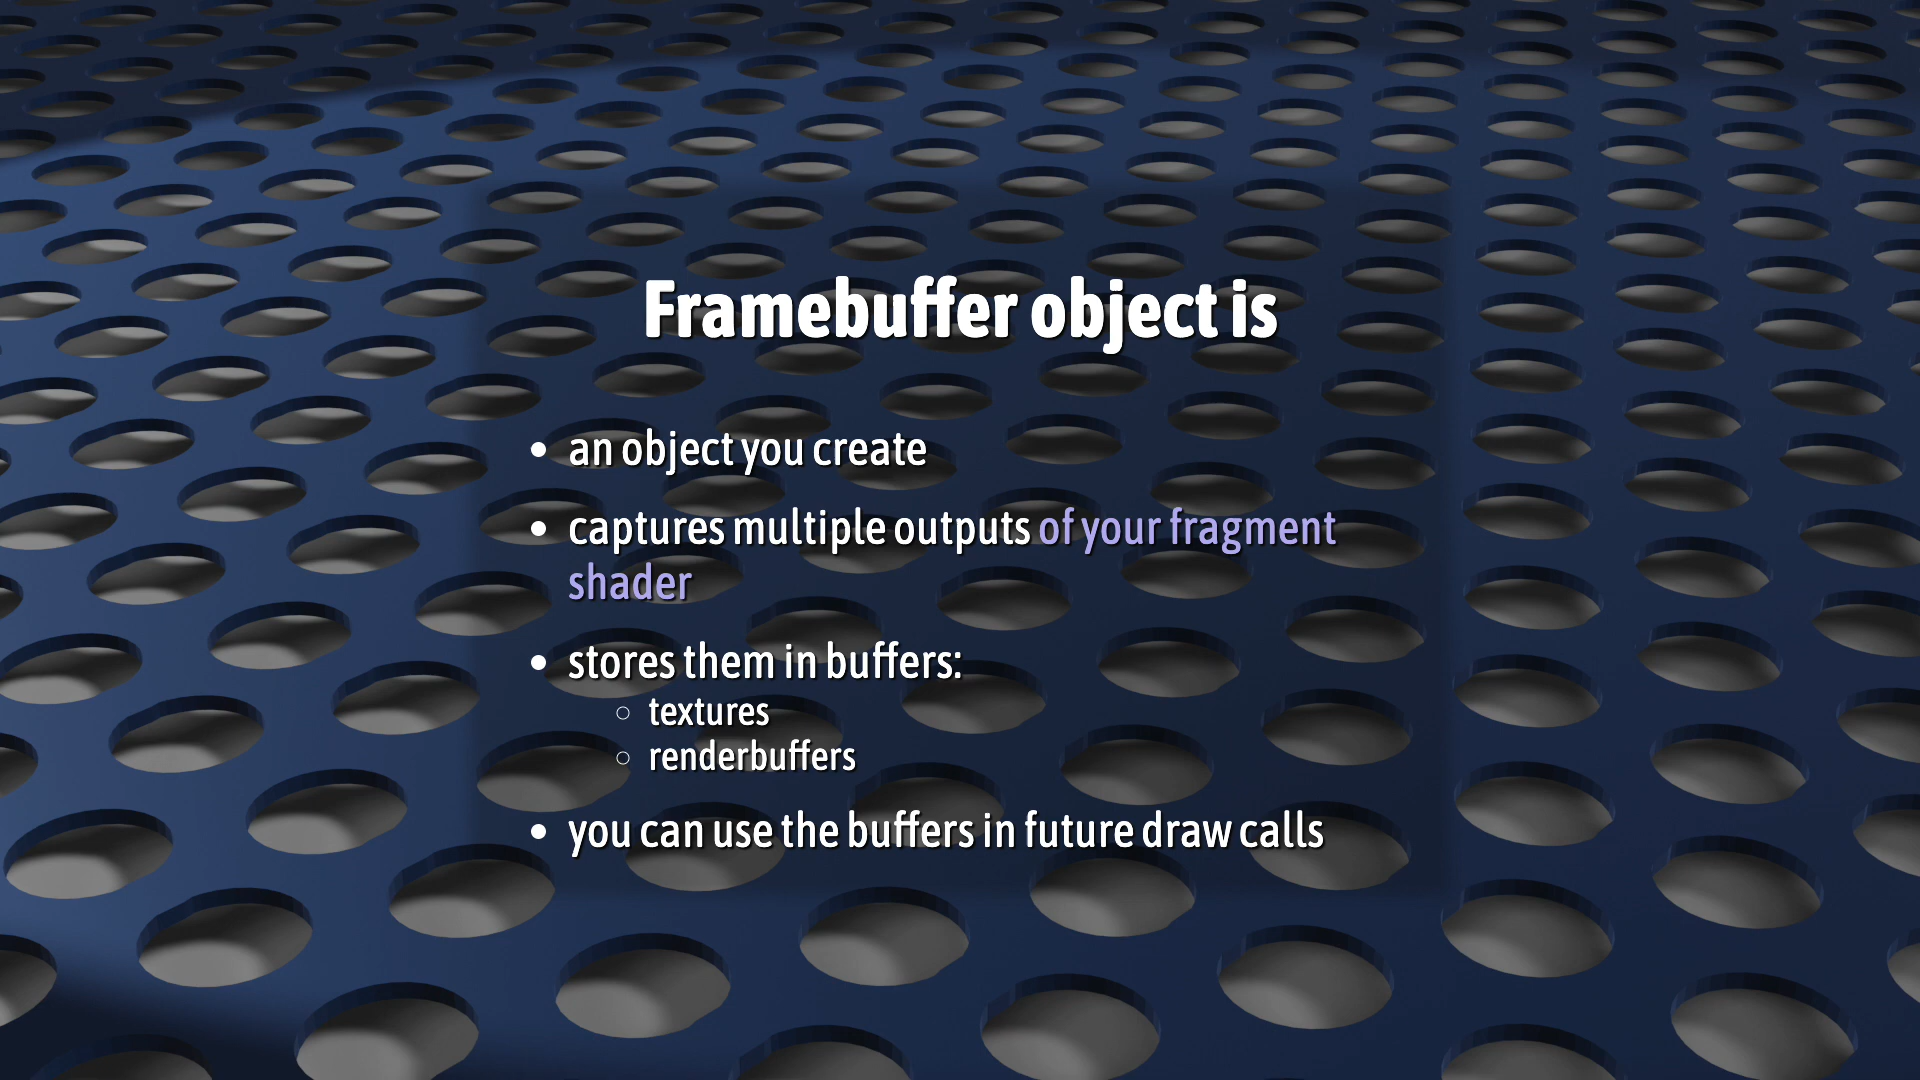 Framebuffer object is
an object you create
captures multiple outputs of your fragment
shader
stores them in buffers:
textures
renderbuffers
you can use the buffers in future draw calls